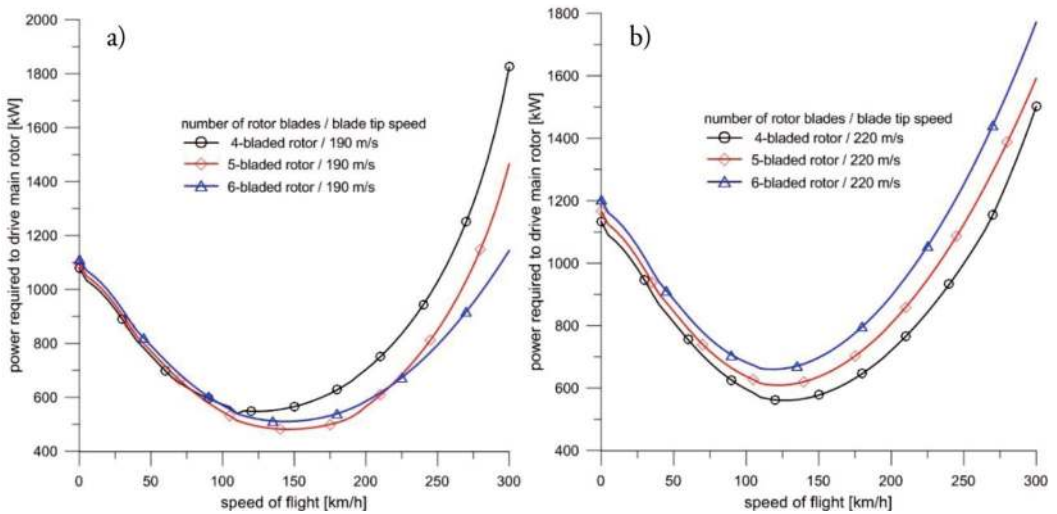 a)
power required to drive main rotor [kW]
2000
1800
1600
1400
1200
1000
800
600
400
number of rotor blades / blade tip speed
4-bladed rotor / 190 m/s
5-bladed rotor / 190 m/s
6-bladed rotor / 190 m/s
0
50
100
150
200
250
300
speed of flight [km/h]
b)
power required to drive main rotor [kW]
1800
1600
1400
1200
1000
800
600
400
number of rotor blades / blade tip speed
4-bladed rotor / 220 m/s
5-bladed rotor / 220 m/s
6-bladed rotor / 220 m/s
0
50
100
150
200
250
300
speed of flight [km/h]